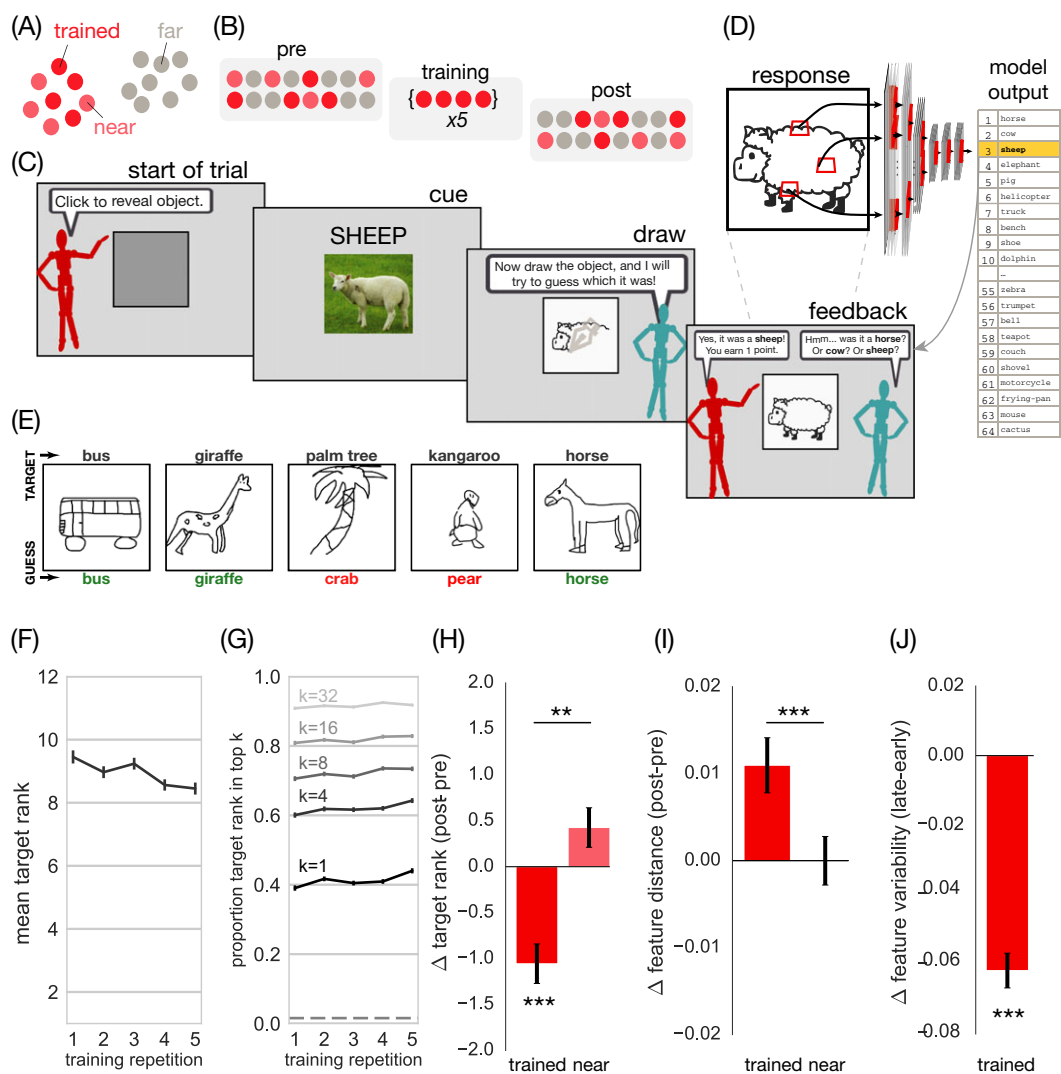 (A)
trained
far
near
(B)
pre
training
{ }
x5
post
(C)
start of trial
Click to reveal object.
cue
SHEEP
draw
Now draw the object, and I will
try to guess which it was!
feedback
Yes, it was a sheep!
You earn 1 point.
Hmm... was it a horse?
Or cow? Or sheep?
(D)
response
model
output
1 horse
2 cow
3 sheep
4 elephant
5 pig
6 helicopter
7 truck
8 bench
9 shoe
10 dolphin
…
55 zebra
56 trumpet
57 bell
58 teapot
59 couch
60 shovel
61 motorcycle
62 frying-pan
63 mouse
64 cactus
(E)
TARGET
bus giraffe palm tree kangaroo horse
GUESS
bus giraffe crab pear horse
(F)
mean target rank
12
10
8
6
4
2
1 2 3 4 5
training repetition
(G)
proportion target rank in top k
1.0
0.8
0.6
0.4
0.2
0.0
k=32
k=16
k=8
k=4
k=1
1 2 3 4 5
training repetition
(H)
Δ target rank (post-pre)
2.0
1.5
1.0
0.5
0.0
−0.5
−1.0
−1.5
−2.0
**
***
trained near
(I)
Δ feature distance (post-pre)
0.02
0.01
0.00
−0.01
−0.02
***
trained near
(J)
Δ feature variability (late-early)
0.02
0.00
−0.02
−0.04
−0.06
−0.08
***
trained